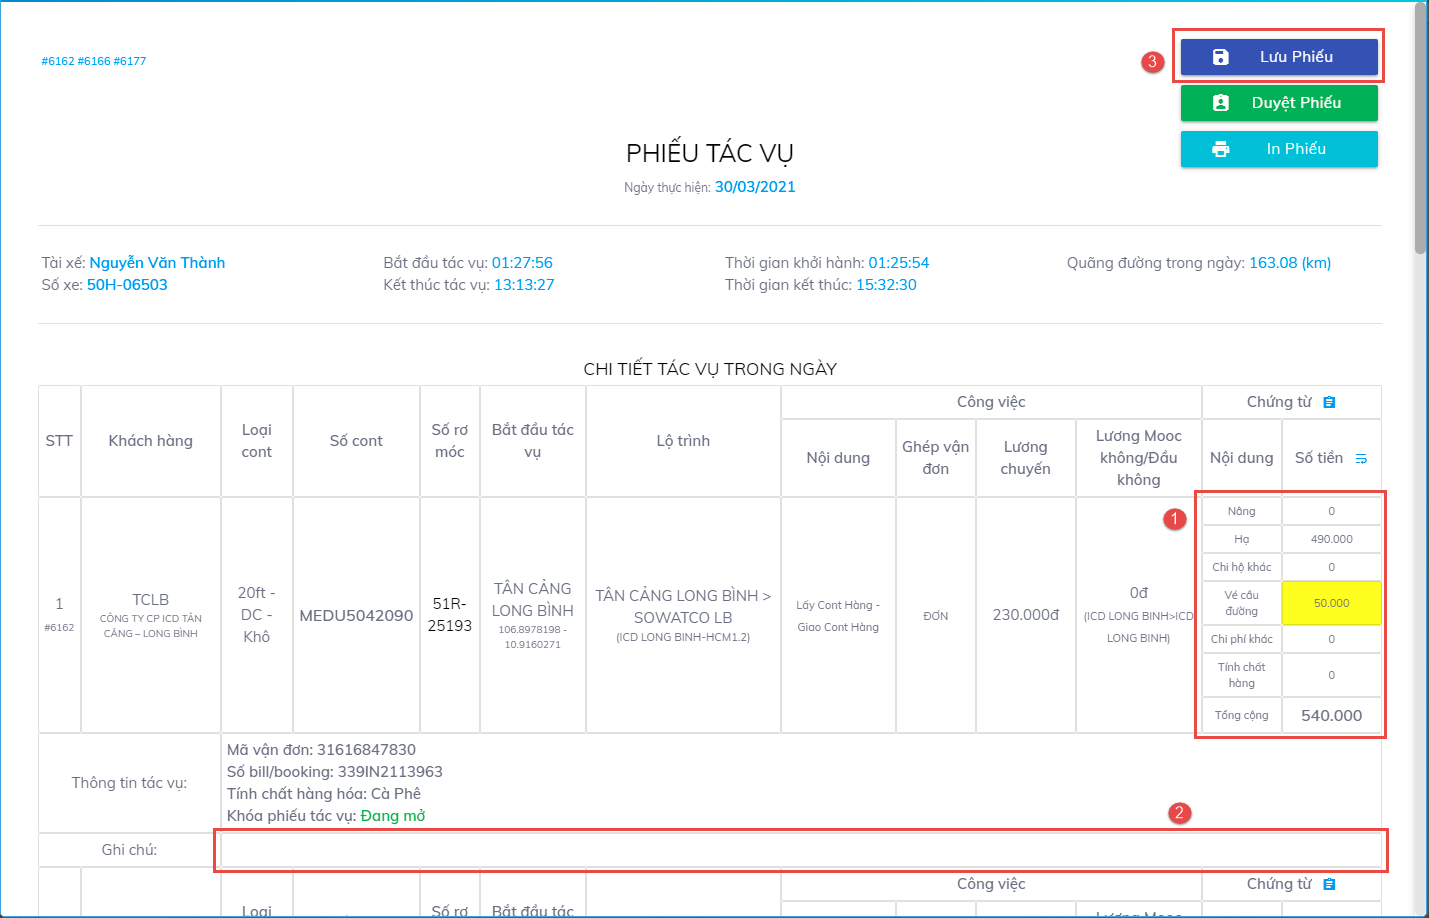 #6162 #6166 #6177
3
Lưu Phiếu
Duyệt Phiếu
In Phiếu
PHIẾU TÁC VỤ
Ngày thực hiện: 30/03/2021
Tài xế: Nguyễn Văn Thành
Số xe: 50H-06503
Bắt đầu tác vụ: 01:27:56
Kết thúc tác vụ: 13:13:27
Thời gian khởi hành: 01:25:54
Thời gian kết thúc: 15:32:30
Quãng đường trong ngày: 163.08 (km)
CHI TIẾT TÁC VỤ TRONG NGÀY
STT
Khách hàng
Loại
cont
Số cont
Số rơ
móc
Bắt đầu tác
vụ
Lộ trình
Công việc
Nội dung
Ghép vận
đơn
Lương
chuyến
Lương Mooc
không/Đầu
không
Chứng từ
Nội dung
Số tiền
1
#6162
TCLB
CÔNG TY CP ICD TÂN
CẢNG – LONG BÌNH
20ft -
DC -
Khô
MEDU5042090
51R-
25193
TÂN CẢNG
LONG BÌNH
106.8978198 -
10.9160271
TÂN CẢNG LONG BÌNH >
SOWATCO LB
(ICD LONG BINH-HCM1.2)
Lấy Cont Hàng -
Giao Cont Hàng
ĐƠN
230.000đ
0đ
(ICD LONG BINH>ICD
LONG BINH)
1
Nâng 0
Hạ 490.000
Chi hộ khác 0
Vé cầu
đường 50.000
Chi phí khác 0
Tính chất
hàng 0
Tổng cộng 540.000
Thông tin tác vụ:
Mã vận đơn: 31616847830
Số bill/booking: 339IN2113963
Tính chất hàng hóa: Cà Phê
Khóa phiếu tác vụ: Đang mở
2
Ghi chú:
Công việc
Chứng từ
Loại
Số rơ
Bắt đầu tác
Lương Mooc